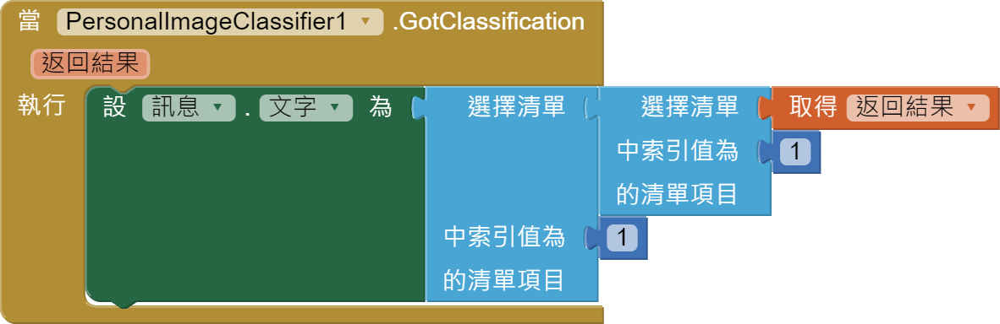 當 PersonalImageClassifier1 .GotClassification
返回結果
執行 設 訊息 . 文字 為 選擇清單 選擇清單 取得 返回結果
中索引值為 1
的清單項目
中索引值為 1
的清單項目